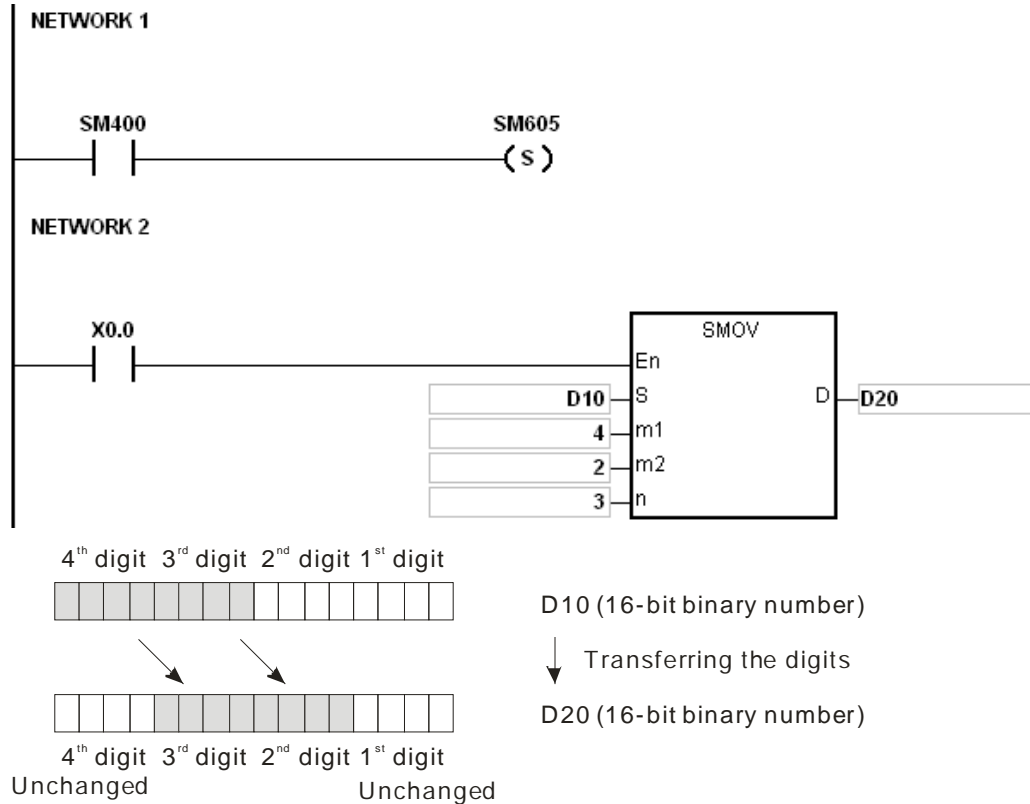 NETWORK 1
SM400 SM605
( S )
NETWORK 2
X0.0 SMOV
En
D10 S D D20
4 m1
2 m2
3 n
4th digit 3rd digit 2nd digit 1st digit
D10 (16-bit binary number)
Transferring the digits
D20 (16-bit binary number)
4th digit 3rd digit 2nd digit 1st digit
Unchanged Unchanged